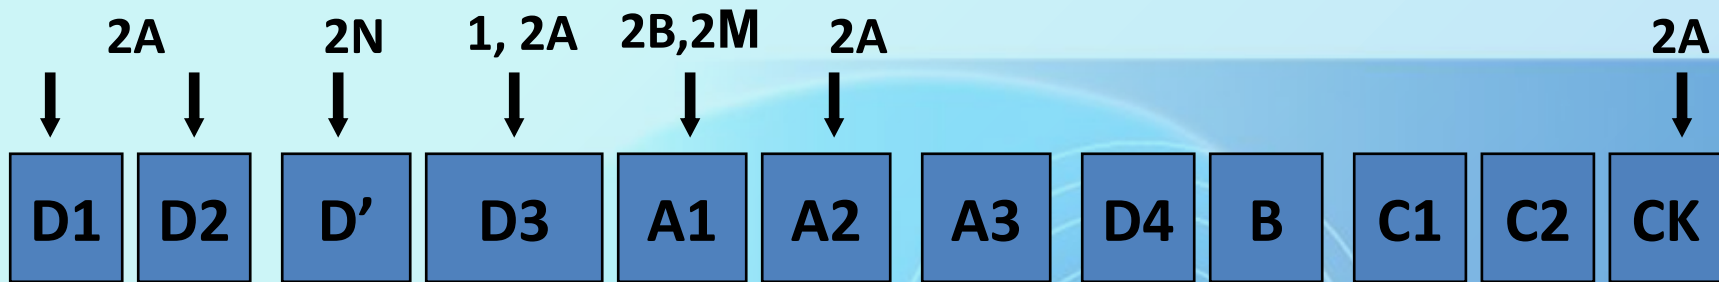 2A 2N 1, 2A 2B,2M 2A 2A
D1 D2 D’ D3 A1 A2 A3 D4 B C1 C2 CK